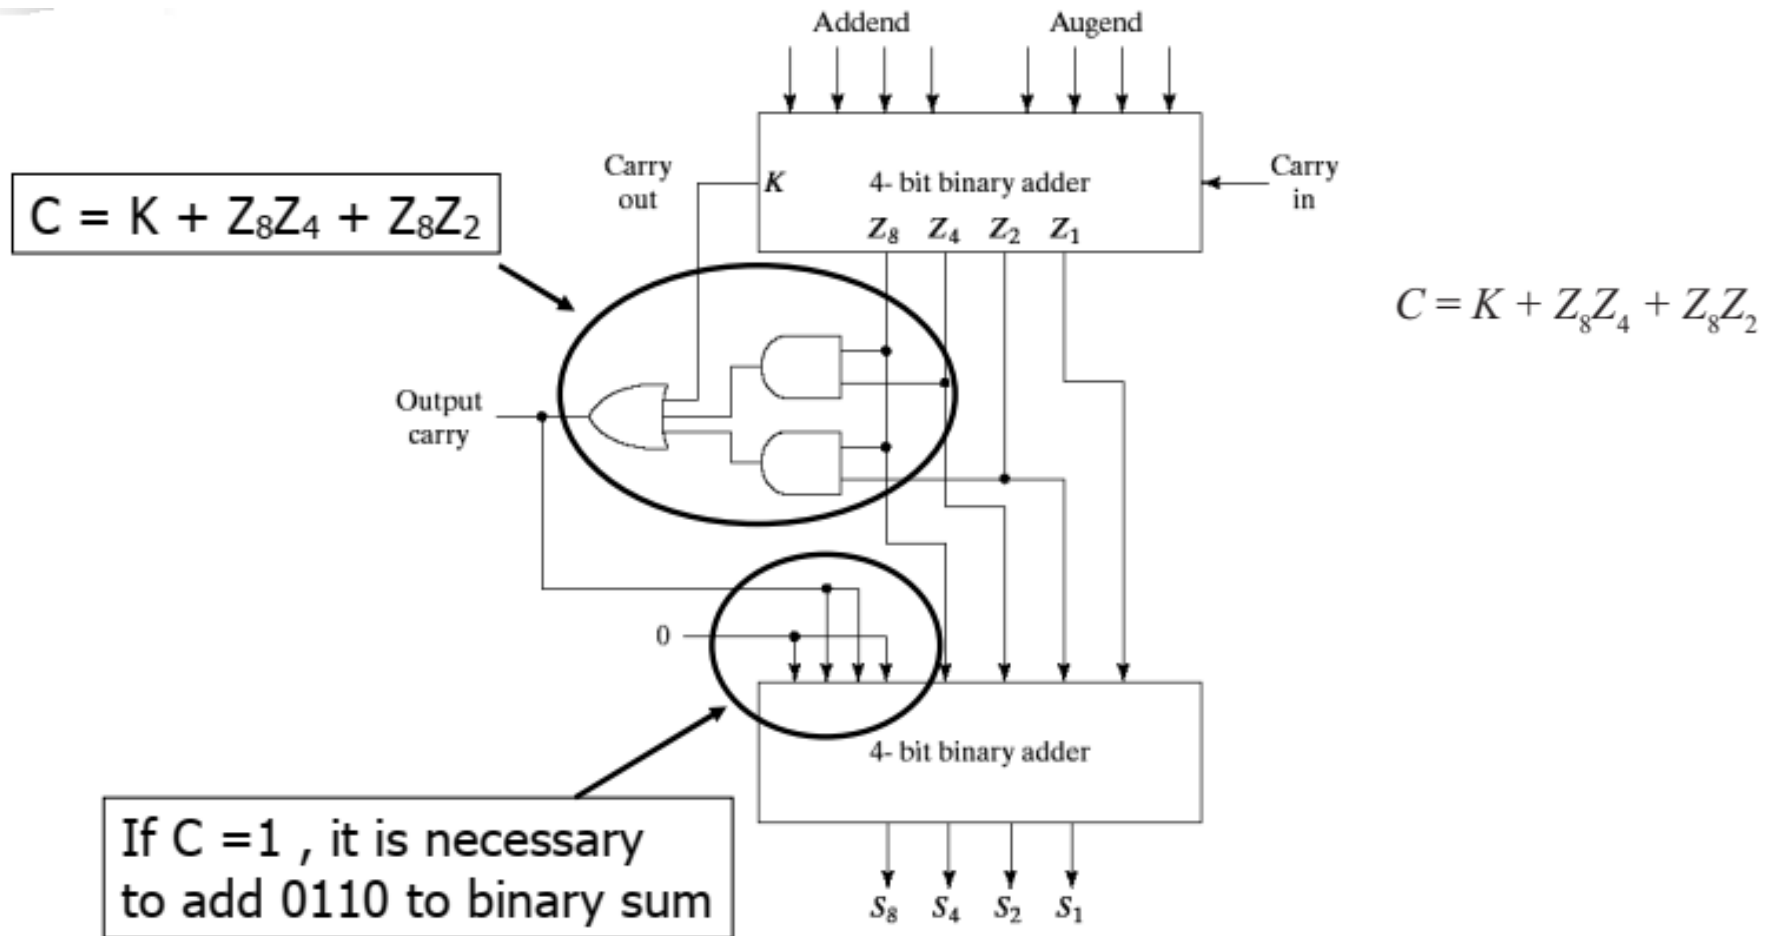 Addend Augend
Carry out
K
4- bit binary adder
Carry in
Z₈ Z₄ Z₂ Z₁
C = K + Z₈Z₄ + Z₈Z₂
C = K + Z₈Z₄ + Z₈Z₂
Output carry
0
4- bit binary adder
If C =1 , it is necessary
to add 0110 to binary sum
S₈ S₄ S₂ S₁